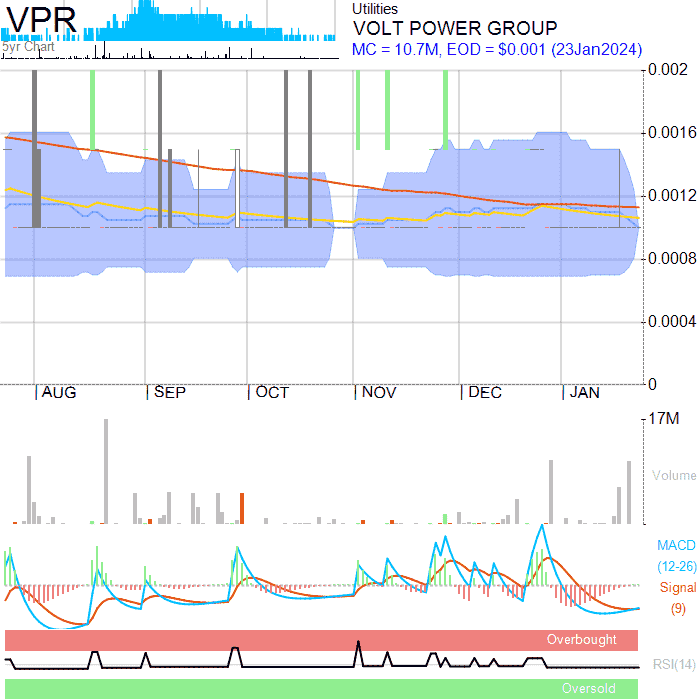 VPR
5yr Chart
Utilities
VOLT POWER GROUP
MC = 10.7M, EOD = $0.001 (23Jan2024)
0.002
0.0016
0.0012
0.0008
0.0004
0
AUG SEP OCT NOV DEC JAN
17M
Volume
MACD
(12-26)
Signal
(9)
Overbought
RSI(14)
Oversold